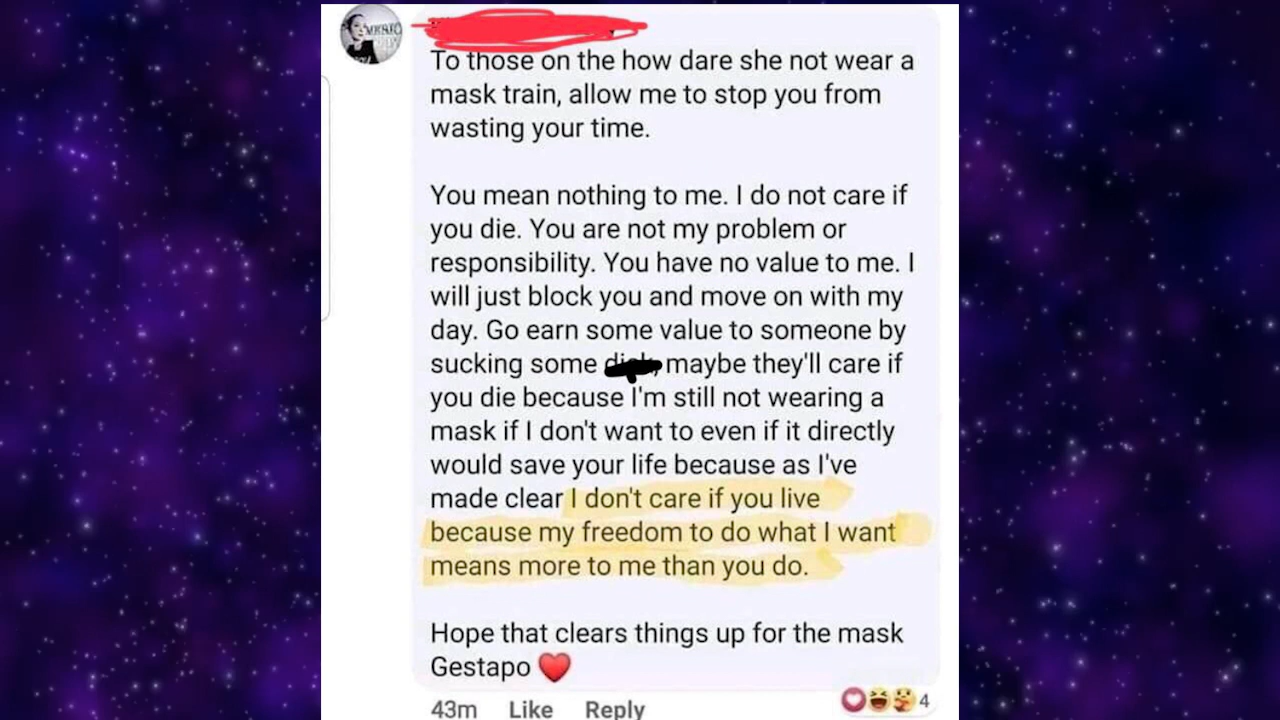 To those on the how dare she not wear a
mask train, allow me to stop you from
wasting your time.
You mean nothing to me. I do not care if
you die. You are not my problem or
responsibility. You have no value to me. I
will just block you and move on with my
day. Go earn some value to someone by
sucking some maybe they'll care if
you die because I'm still not wearing a
mask if I don't want to even if it directly
would save your life because as I've
made clear I don't care if you live
because my freedom to do what I want
means more to me than you do.
Hope that clears things up for the mask
Gestapo ❤️
43m Like Reply 4